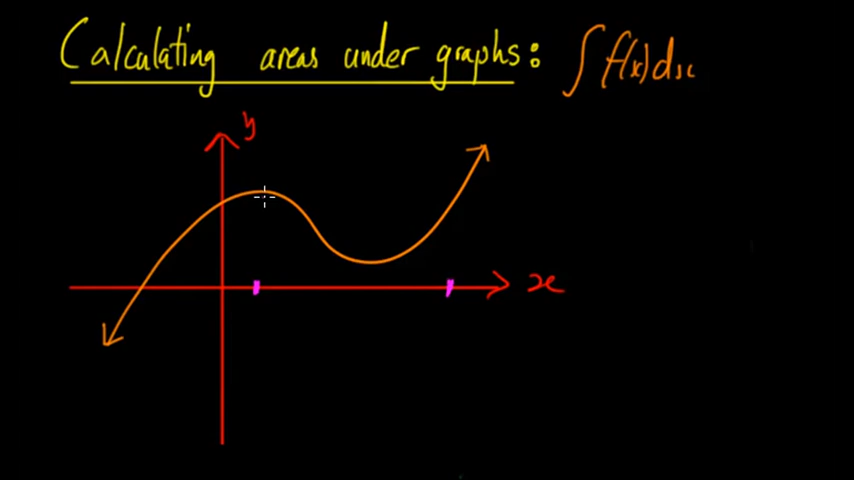 Calculating areas under graphs: ∫ f(x) dx
y
x